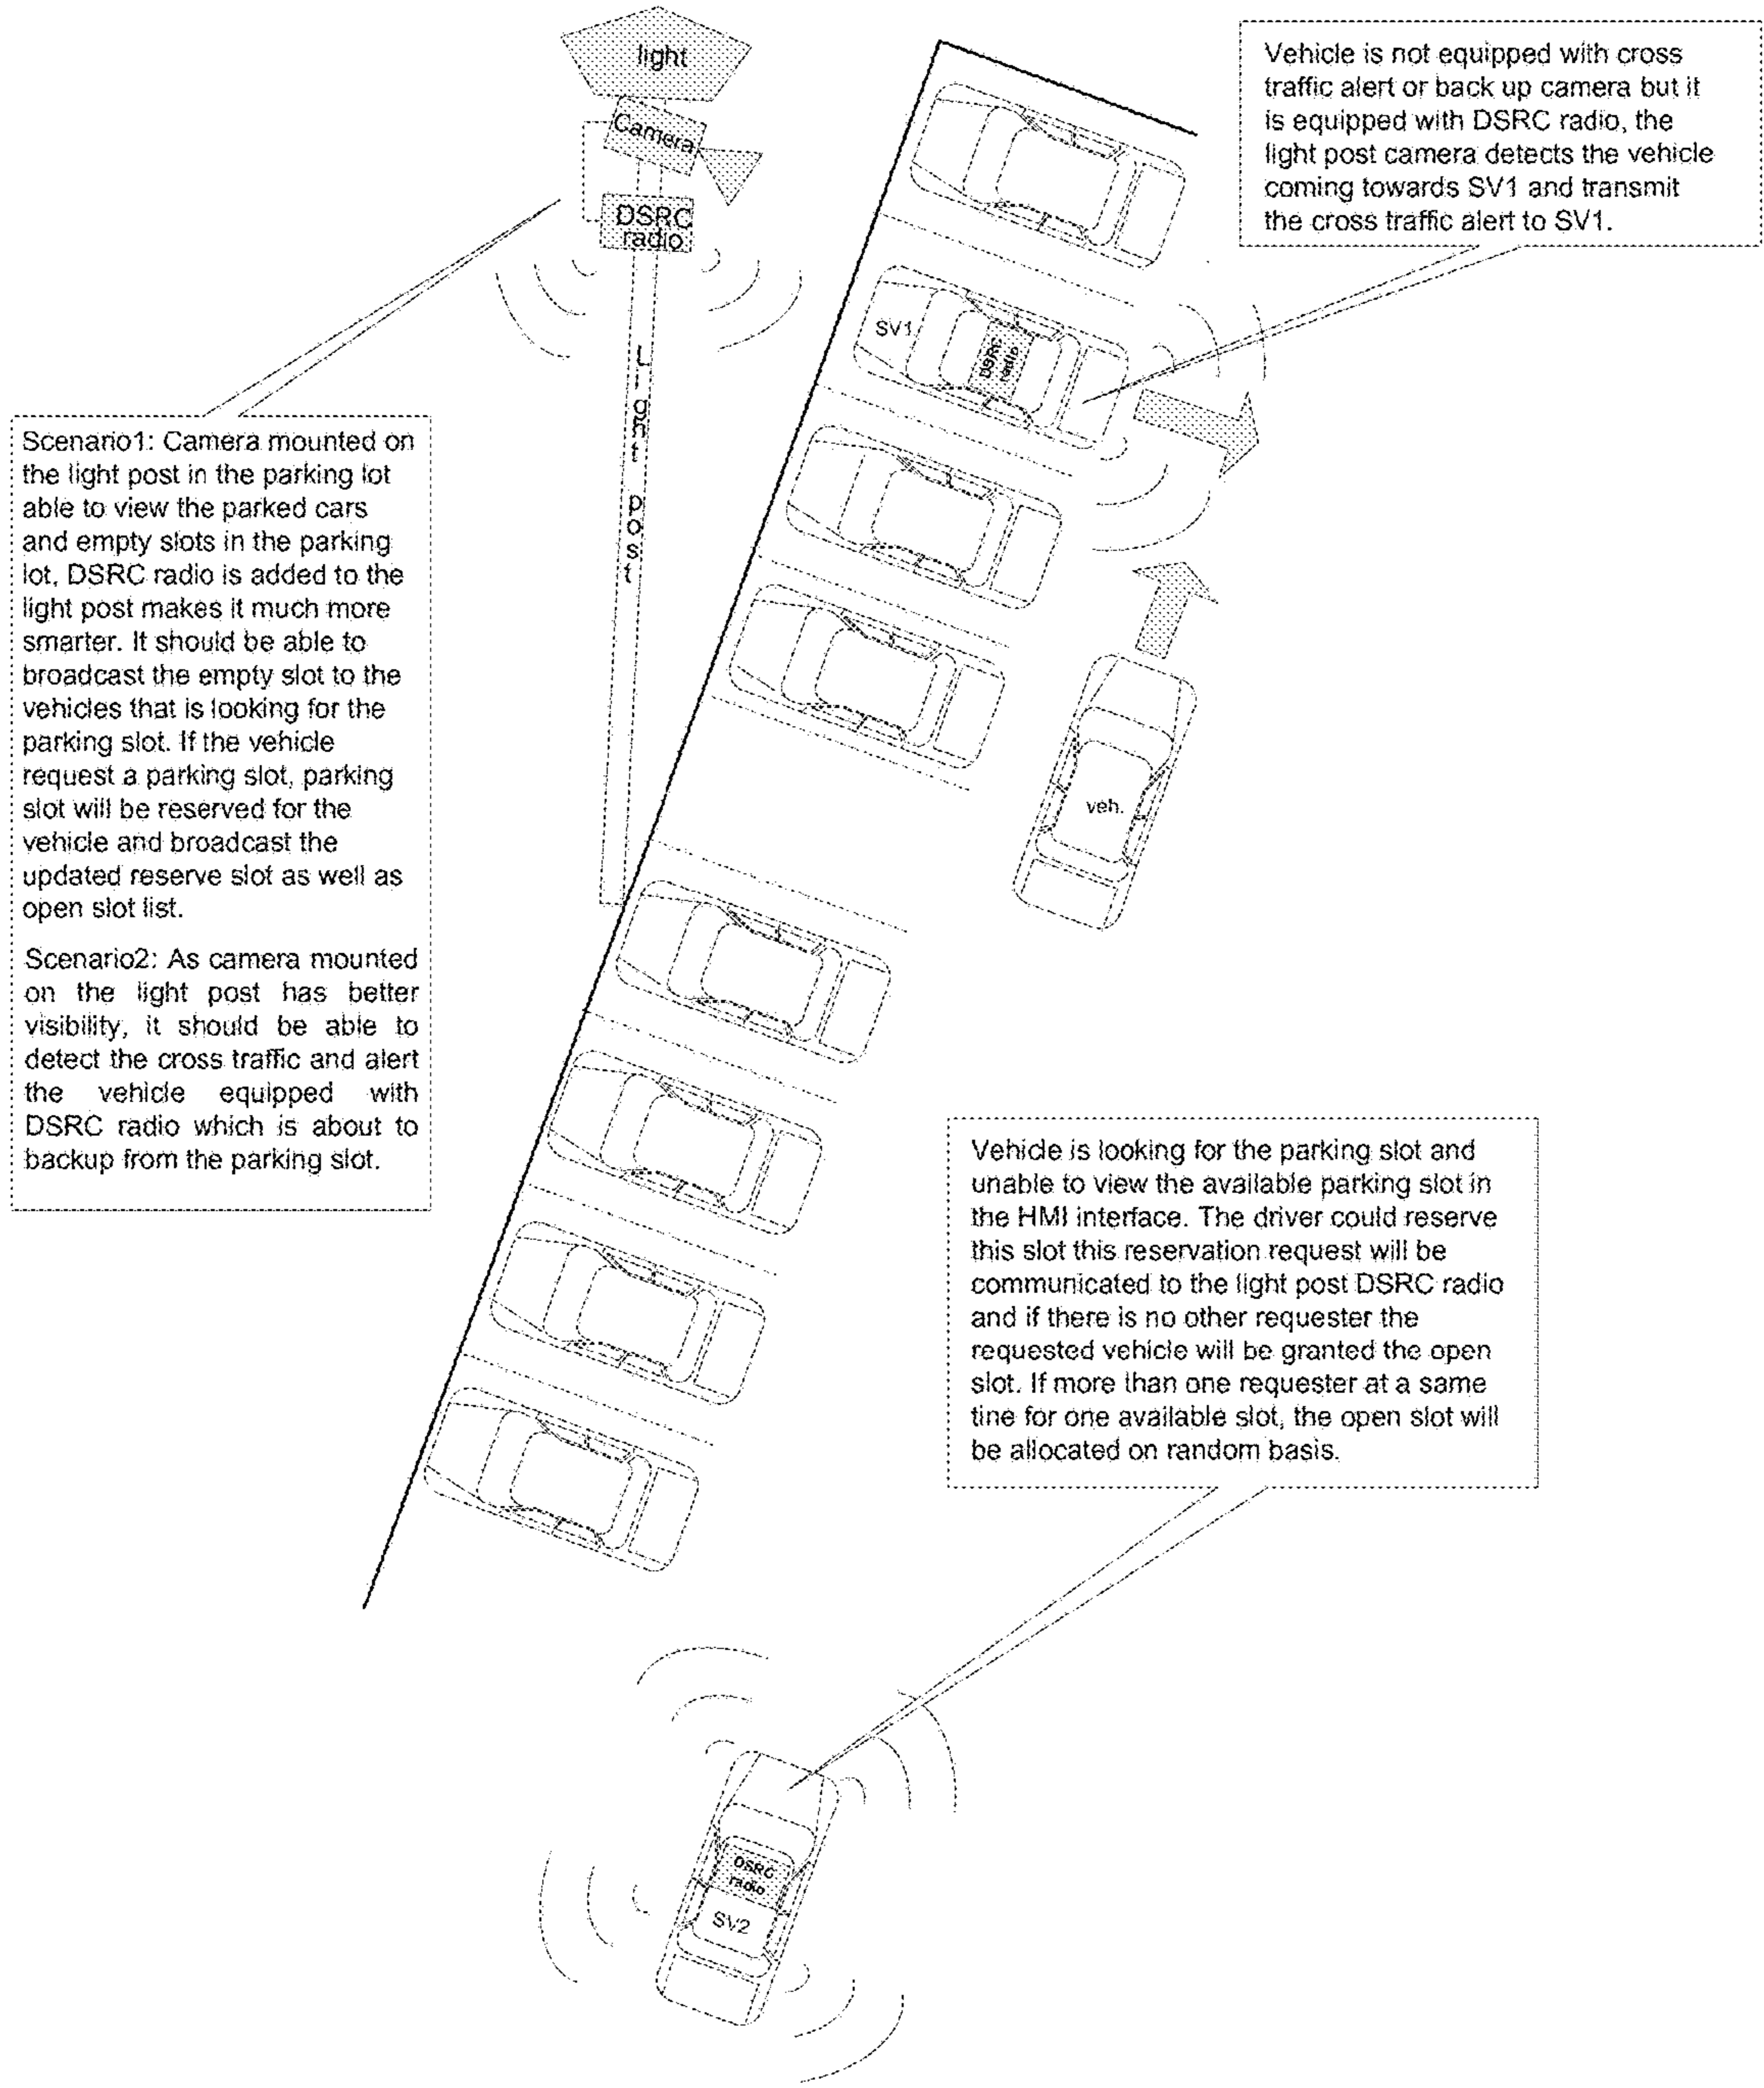 light
Camera
DSRC
radio
Light post
Vehicle is not equipped with cross
traffic alert or back up camera but it
is equipped with DSRC radio, the
light post camera detects the vehicle
coming towards SV1 and transmit
the cross traffic alert to SV1.
SV1
DSRC
radio
Scenario1: Camera mounted on
the light post in the parking lot
able to view the parked cars
and empty slots in the parking
lot, DSRC radio is added to the
light post makes it much more
smarter. It should be able to
broadcast the empty slot to the
vehicles that is looking for the
parking slot. If the vehicle
request a parking slot, parking
slot will be reserved for the
vehicle and broadcast the
updated reserve slot as well as
open slot list.
Scenario2: As camera mounted
on the light post has better
visibility, it should be able to
detect the cross traffic and alert
the vehicle equipped with
DSRC radio which is about to
backup from the parking slot.
veh.
Vehicle is looking for the parking slot and
unable to view the available parking slot in
the HMI interface. The driver could reserve
this slot this reservation request will be
communicated to the light post DSRC radio
and if there is no other requester the
requested vehicle will be granted the open
slot. If more than one requester at a same
tine for one available slot, the open slot will
be allocated on random basis.
DSRC
radio
SV2